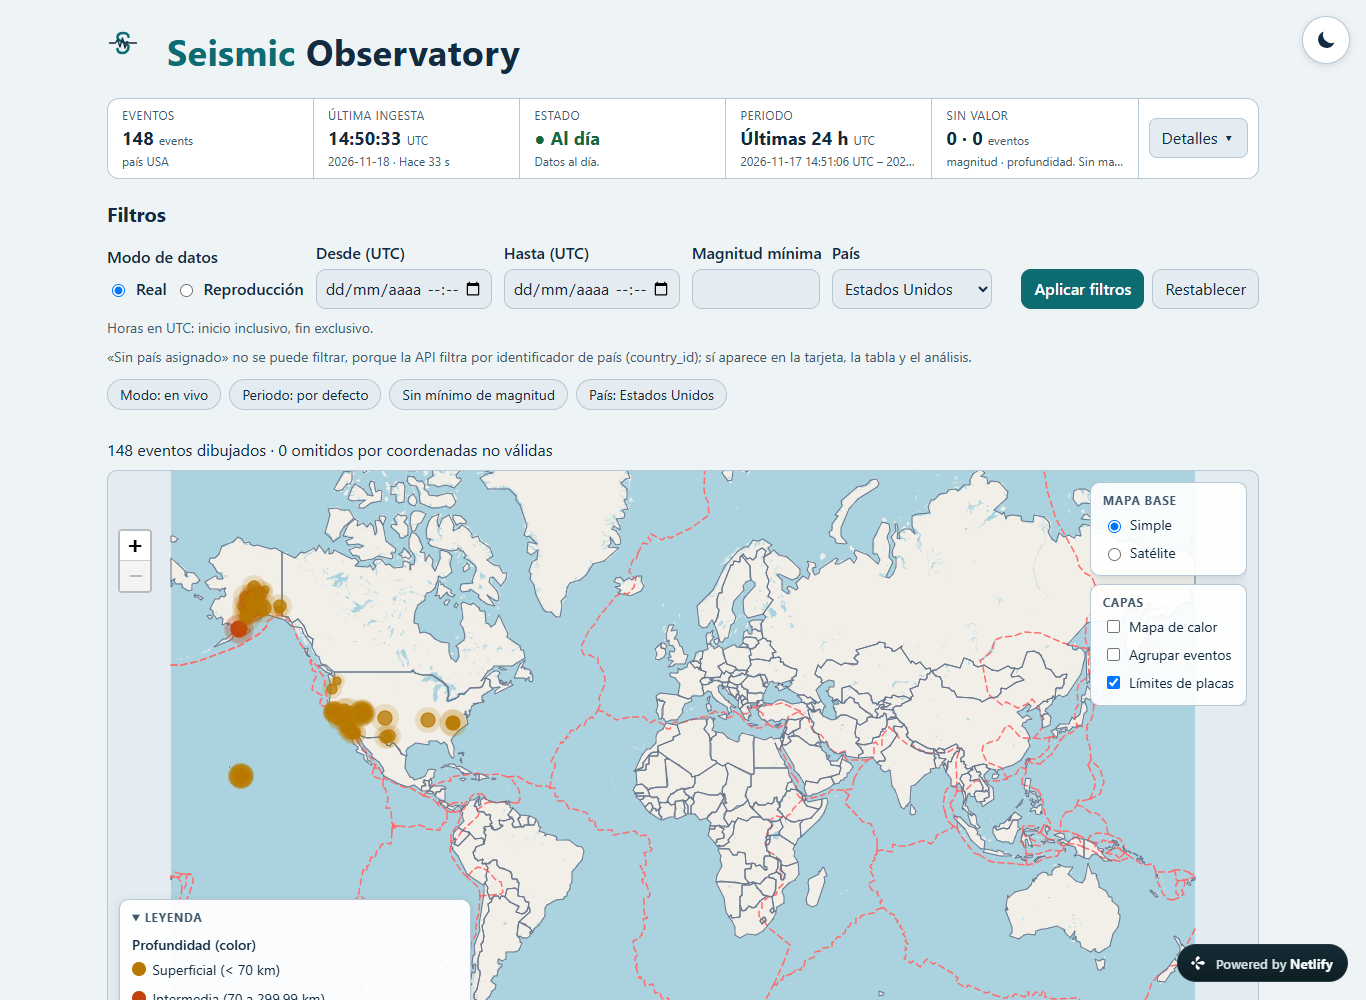 Seismic Observatory
EVENTOS
148 events
país USA
ÚLTIMA INGESTA
14:50:33 UTC
2026-11-18 · Hace 33 s
ESTADO
● Al día
Datos al día.
PERIODO
Últimas 24 h UTC
2026-11-17 14:51:06 UTC – 202...
SIN VALOR
0 · 0 eventos
magnitud · profundidad. Sin ma...
Detalles ▼
Filtros
Modo de datos
Real
Reproducción
Desde (UTC)
dd/mm/aaaa --:--
Hasta (UTC)
dd/mm/aaaa --:--
Magnitud mínima
País
Estados Unidos
Aplicar filtros
Restablecer
Horas en UTC: inicio inclusivo, fin exclusivo.
«Sin país asignado» no se puede filtrar, porque la API filtra por identificador de país (country_id); sí aparece en la tarjeta, la tabla y el análisis.
Modo: en vivo
Periodo: por defecto
Sin mínimo de magnitud
País: Estados Unidos
148 eventos dibujados · 0 omitidos por coordenadas no válidas
+
−
MAPA BASE
Simple
Satélite
CAPAS
Mapa de calor
Agrupar eventos
Límites de placas
▼ LEYENDA
Profundidad (color)
Superficial (< 70 km)
Intermedia (70 a 299,99 km)
Powered by Netlify